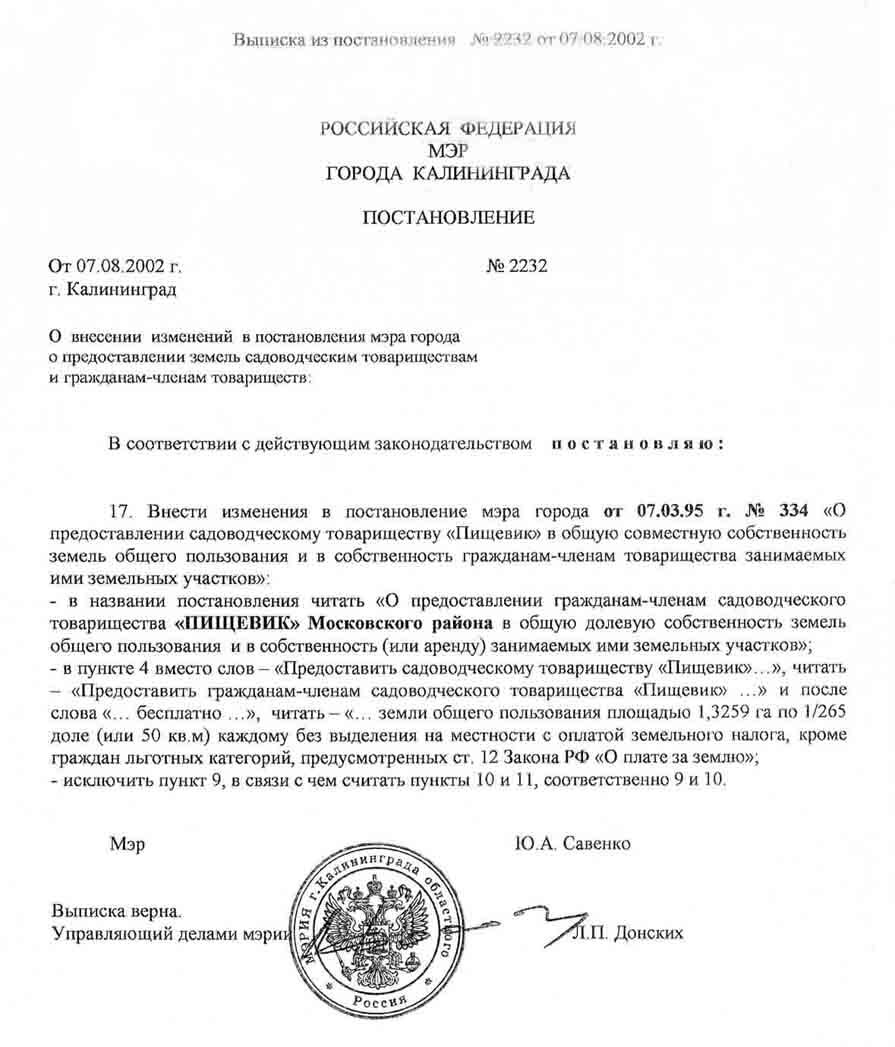 Выписка из постановления № 2232 от 07.08.2002 г.
РОССИЙСКАЯ ФЕДЕРАЦИЯ
МЭР
ГОРОДА КАЛИНИНГРАДА
ПОСТАНОВЛЕНИЕ
От 07.08.2002 г. № 2232
г. Калининград
О внесении изменений в постановления мэра города
о предоставлении земель садоводческим товариществам
и гражданам-членам товариществ:
В соответствии с действующим законодательством п о с т а н о в л я ю :
17. Внести изменения в постановление мэра города от 07.03.95 г. № 334 «О
предоставлении садоводческому товариществу «Пищевик» в общую совместную собственность
земель общего пользования и в собственность гражданам-членам товарищества занимаемых
ими земельных участков»:
- в названии постановления читать «О предоставлении гражданам-членам садоводческого
товарищества «ПИЩЕВИК» Московского района в общую долевую собственность земель
общего пользования и в собственность (или аренду) занимаемых ими земельных участков»;
- в пункте 4 вместо слов – «Предоставить садоводческому товариществу «Пищевик»…», читать
– «Предоставить гражданам-членам садоводческого товарищества «Пищевик» …» и после
слова «… бесплатно …», читать – «… земли общего пользования площадью 1,3259 га по 1/265
доле (или 50 кв.м) каждому без выделения на местности с оплатой земельного налога, кроме
граждан льготных категорий, предусмотренных ст. 12 Закона РФ «О плате за землю»;
- исключить пункт 9, в связи с чем считать пункты 10 и 11, соответственно 9 и 10.
Мэр Ю.А. Савенко
Выписка верна.
Управляющий делами мэрии Л.П. Донских
Мэрия г.Калининграда областного
Россия